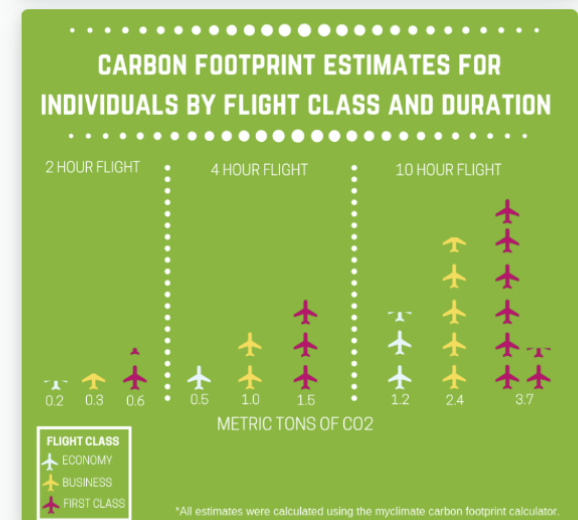 CARBON FOOTPRINT ESTIMATES FOR
INDIVIDUALS BY FLIGHT CLASS AND DURATION
2 HOUR FLIGHT
4 HOUR FLIGHT
10 HOUR FLIGHT
0.2 0.3 0.6
0.5 1.0 1.5
1.2 2.4 3.7
METRIC TONS OF CO2
FLIGHT CLASS
ECONOMY
BUSINESS
FIRST CLASS
*All estimates were calculated using the myclimate carbon footprint calculator.